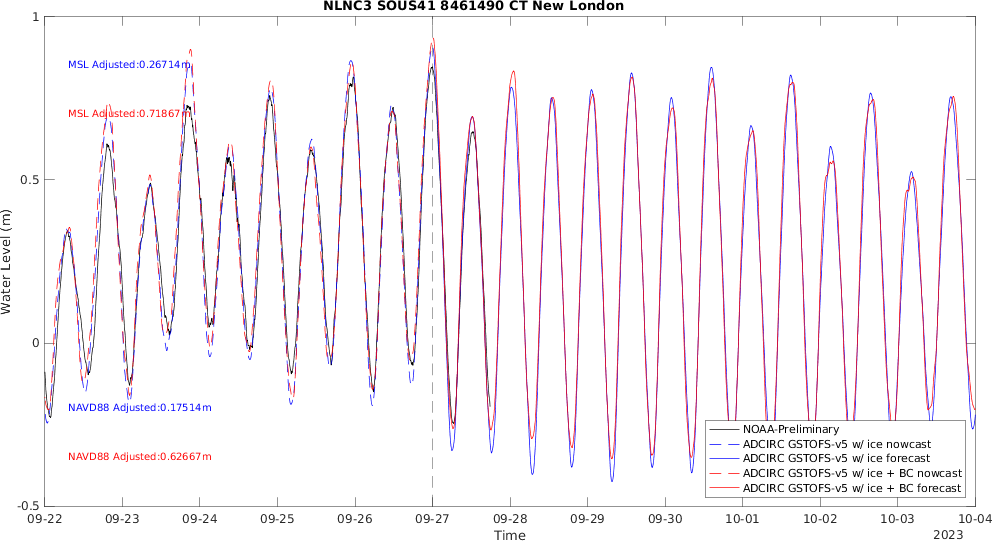 NLNC3 SOUS41 8461490 CT New London
1
MSL Adjusted:0.26714m
MSL Adjusted:0.71867m
0.5
Water Level (m)
0
NAVD88 Adjusted:0.17514m
NAVD88 Adjusted:0.62667m
-0.5
NOAA-Preliminary
ADCIRC GSTOFS-v5 w/ ice nowcast
ADCIRC GSTOFS-v5 w/ ice forecast
ADCIRC GSTOFS-v5 w/ ice + BC nowcast
ADCIRC GSTOFS-v5 w/ ice + BC forecast
09-22 09-23 09-24 09-25 09-26 09-27 09-28 09-29 09-30 10-01 10-02 10-03 10-04
Time
2023